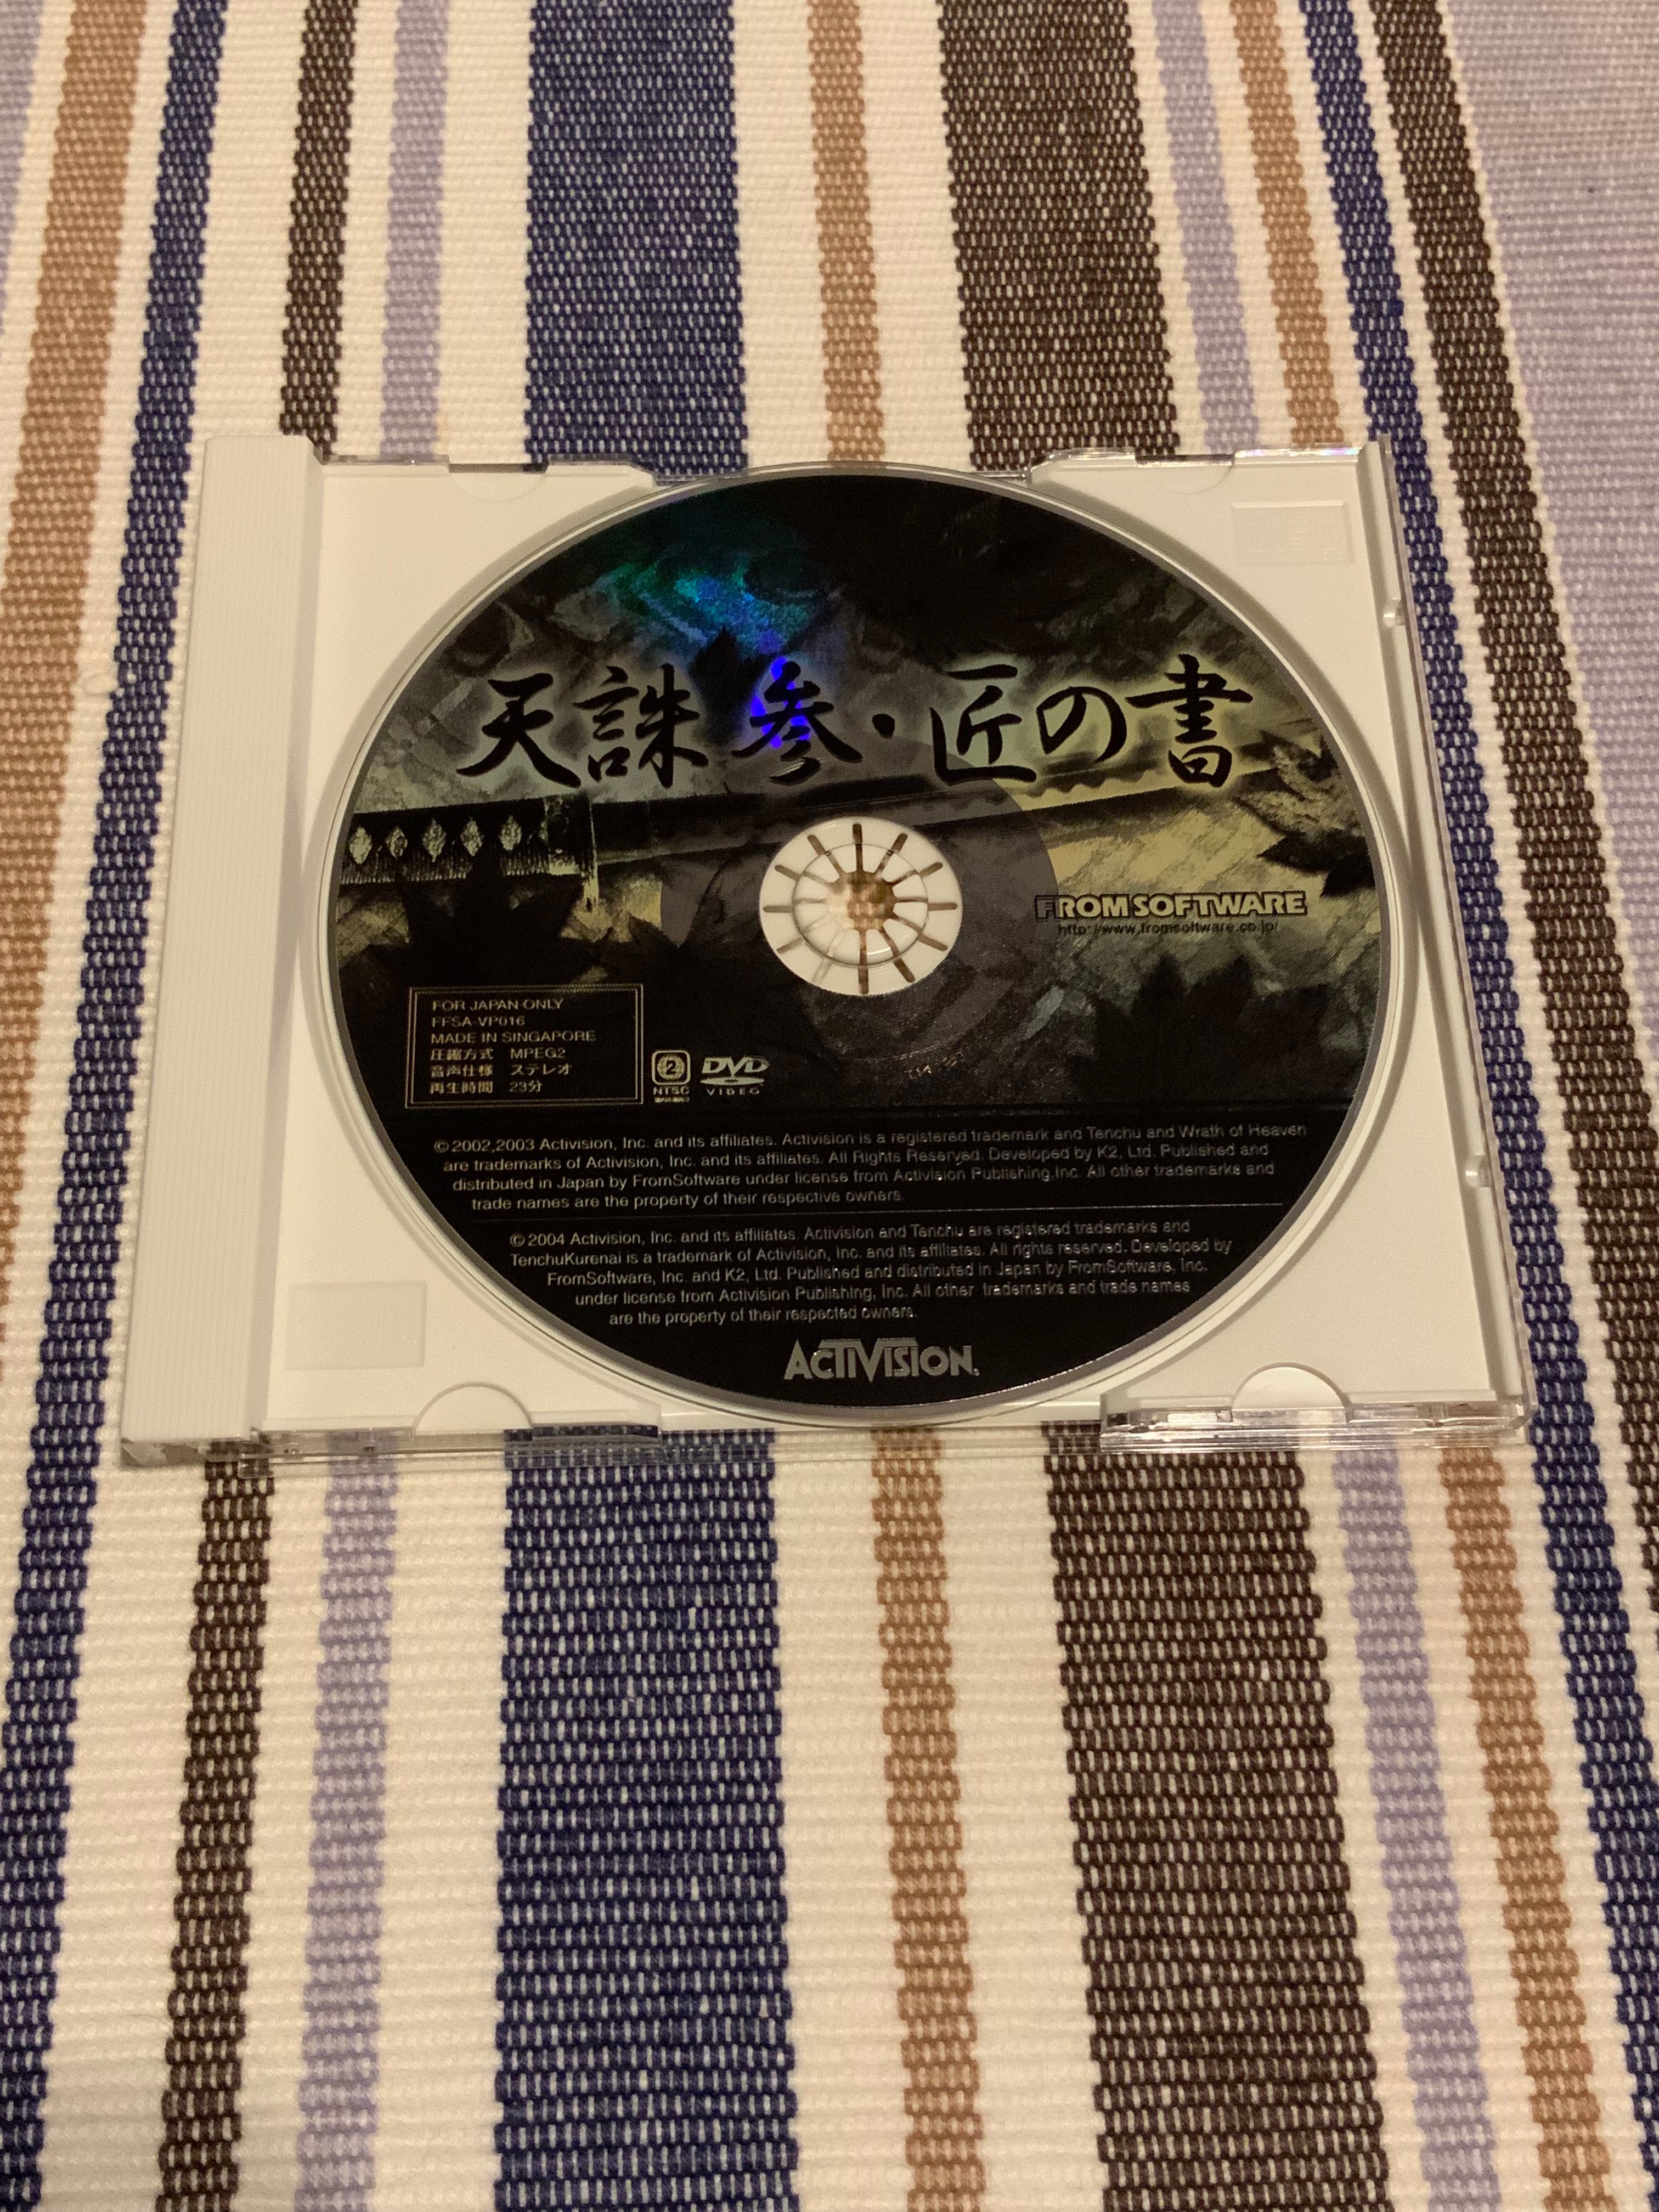 天誅 参・匠の書
FROMSOFTWARE
http://www.fromsoftware.co.jp/
FOR JAPAN ONLY
FFSA-VP016
MADE IN SINGAPORE
圧縮方式 MPEG2
音声仕様 ステレオ
再生時間 23分
2
NTSC
DVD
VIDEO
©2002,2003 Activision, Inc. and its affiliates. Activision is a registered trademark and Tenchu and Wrath of Heaven
are trademarks of Activision, Inc. and its affiliates. All Rights Reserved. Developed by K2, Ltd. Published and
distributed in Japan by FromSoftware under license from Activision Publishing,Inc. All other trademarks and
trade names are the property of their respective owners.
©2004 Activision, Inc. and its affiliates. Activision and Tenchu are registered trademarks and
TenchuKurenai is a trademark of Activision, Inc. and its affiliates. All rights reserved. Developed by
FromSoftware, Inc. and K2, Ltd. Published and distributed in Japan by FromSoftware, Inc.
under license from Activision Publishing, Inc. All other trademarks and trade names
are the property of their respected owners.
ACTIVISION.